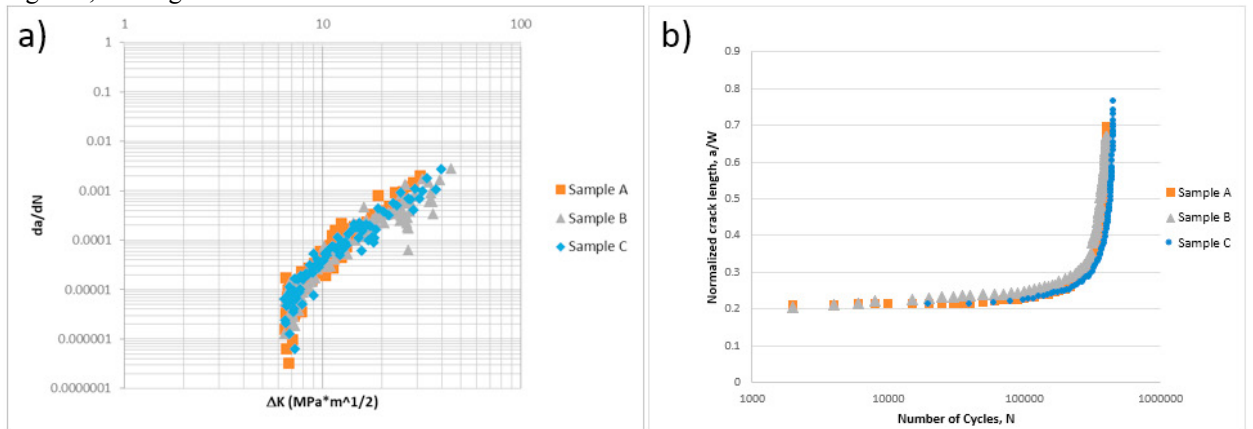 a)
1 10 100
1
0.1
0.01
0.001
0.0001
0.00001
0.000001
0.0000001
da/dN
ΔK (MPa*m^1/2)
Sample A
Sample B
Sample C
b)
0.9
0.8
0.7
0.6
0.5
0.4
0.3
0.2
0.1
0
Normalized crack length, a/W
1000 10000 100000 1000000
Number of Cycles, N
Sample A
Sample B
Sample C